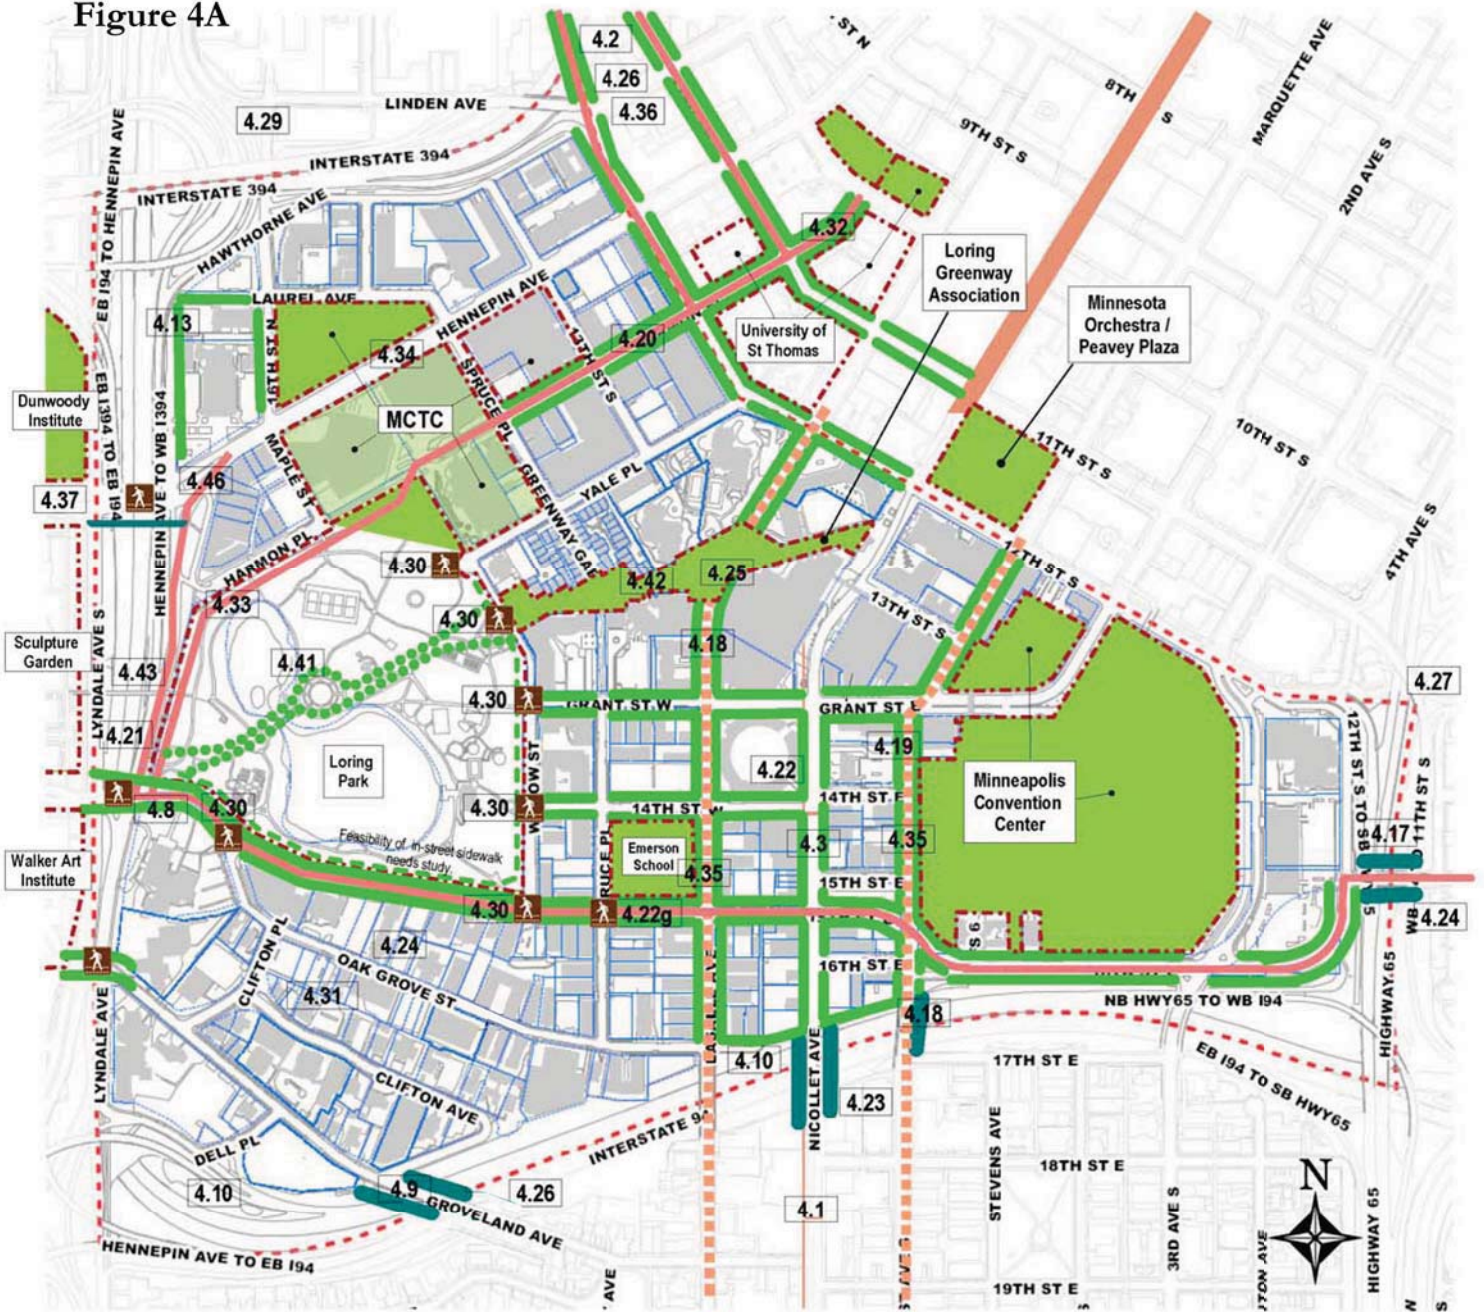 Figure 4A
4.2
4.26
4.36
ST N
LINDEN AVE
4.29
8TH
S
MARQUETTE AVE
9TH ST S
2ND AVE S
INTERSTATE 394
INTERSTATE 394
EB I94 TO HENNEPIN AVE
HAWTHORNE AVE
4.32
Loring
Greenway
Association
LAUREL AVE
HENNEPIN AVE
4.13
Minnesota
Orchestra /
Peavey Plaza
4.20
University of
St Thomas
4.34
16TH ST N
13TH ST S
SPRUCE PL
Dunwoody
Institute
MCTC
EB I394 TO EB I94
HENNEPIN AVE TO WB I394
10TH ST S
11TH ST S
MAPLE ST
4.46
YALE PL
4.37
GREENWAY GAB
4TH AVE S
HARMON PL
4.30
12TH ST S
4.42
4.25
4.33
4.30
13TH ST S
LYNDALE AVE S
4.18
Sculpture
Garden
4.43
4.41
4.27
4.30
GRANT ST W
GRANT ST E
4.21
4.19
12TH ST S TO SB
11TH ST S
Loring
Park
4.22
Minneapolis
Convention
Center
4.8
4.30
4.30
14TH ST W
14TH ST E
Feasibility of in-street sidewalk
needs study.
4.3
4.35
4.17
Walker Art
Institute
Emerson
School
4.35
15TH ST E
4.30
4.22g
4.24
4.24
OAK GROVE ST
CLIFTON PL
16TH ST E
4.31
NB HWY65 TO WB I94
4.18
HIGHWAY 65
LYNDALE AVE
4.10
17TH ST E
EB I94 TO SB HWY65
CLIFTON AVE
NICOLLET AVE
4.23
INTERSTATE 94
STEVENS AVE
DELL PL
18TH ST E
N
4.10
4.9
4.26
GROVELAND AVE
4.1
3RD AVE S
HIGHWAY 65
HENNEPIN AVE TO EB I94
AVE
19TH ST E